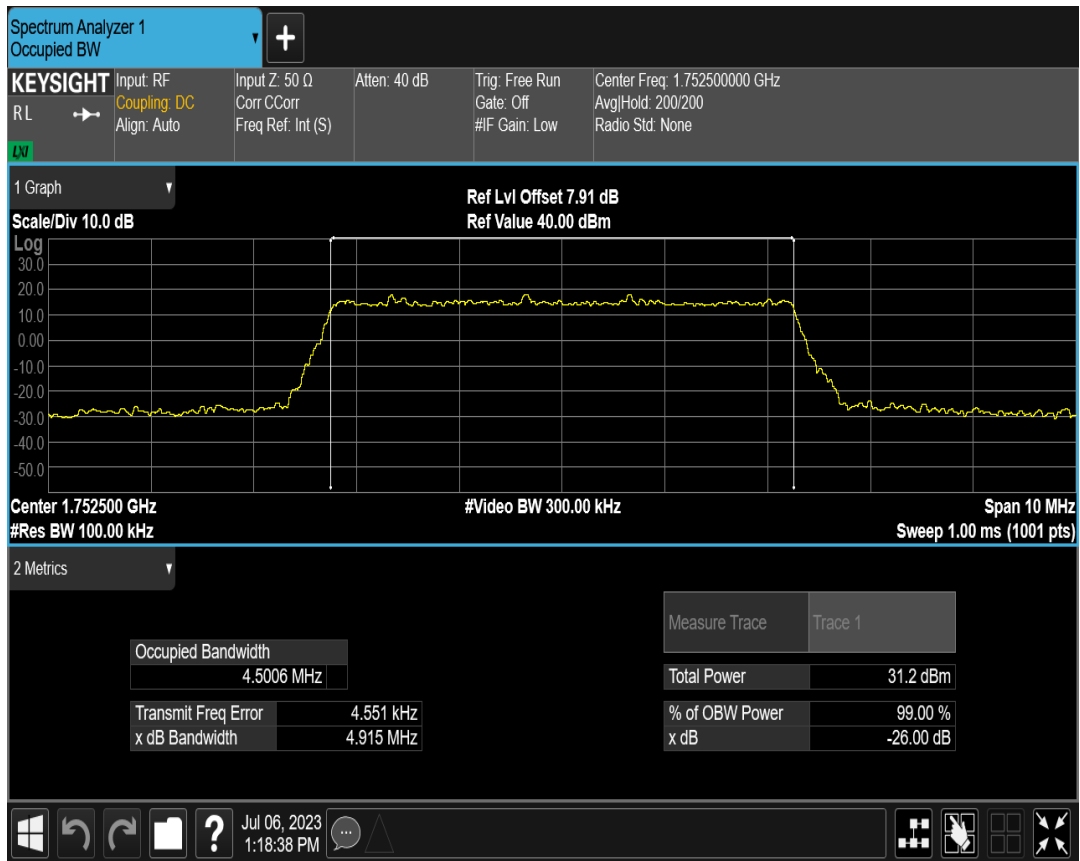 Spectrum Analyzer 1
Occupied BW
+
KEYSIGHT
RL
LXI
Input: RF
Coupling: DC
Align: Auto
Input Z: 50 Ω
Corr CCorr
Freq Ref: Int (S)
Atten: 40 dB
Trig: Free Run
Gate: Off
#IF Gain: Low
Center Freq: 1.752500000 GHz
Avg|Hold: 200/200
Radio Std: None
1 Graph
Scale/Div 10.0 dB
Ref Lvl Offset 7.91 dB
Ref Value 40.00 dBm
Log
30.0
20.0
10.0
0.00
-10.0
-20.0
-30.0
-40.0
-50.0
Center 1.752500 GHz
#Res BW 100.00 kHz
#Video BW 300.00 kHz
Span 10 MHz
Sweep 1.00 ms (1001 pts)
2 Metrics
Measure Trace Trace 1
Occupied Bandwidth
4.5006 MHz
Total Power 31.2 dBm
Transmit Freq Error 4.551 kHz
x dB Bandwidth 4.915 MHz
% of OBW Power 99.00 %
x dB -26.00 dB
?
Jul 06, 2023
1:18:38 PM